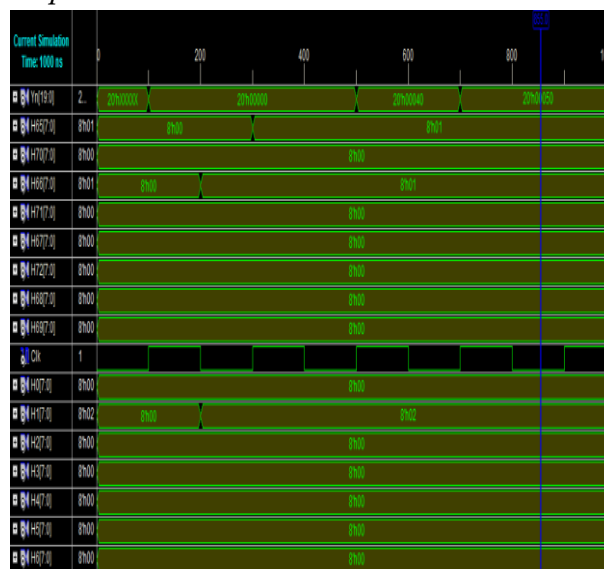 Current Simulation
Time: 1000 ns
0 200 400 600 800
Yn[19:0] 2... 20'hXXXXX 20'h00000 20'h00040 20'h00050
H65[7:0] 8'h01 8'h00 8'h01
H70[7:0] 8'h00 8'h00
H66[7:0] 8'h01 8'h00 8'h01
H71[7:0] 8'h00 8'h00
H67[7:0] 8'h00 8'h00
H72[7:0] 8'h00 8'h00
H68[7:0] 8'h00 8'h00
H69[7:0] 8'h00 8'h00
Clk 1
H0[7:0] 8'h00 8'h00
H1[7:0] 8'h02 8'h00 8'h02
H2[7:0] 8'h00 8'h00
H3[7:0] 8'h00 8'h00
H4[7:0] 8'h00 8'h00
H5[7:0] 8'h00 8'h00
H6[7:0] 8'h00 8'h00